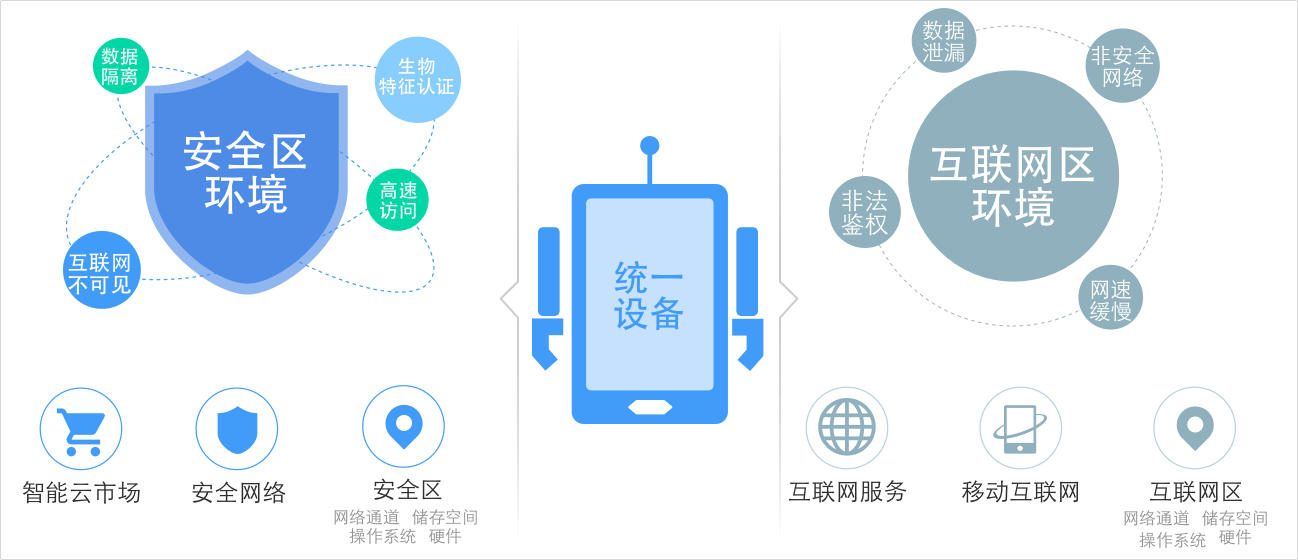 数据
隔离
生物
特征认证
安全区
环境
高速
访问
互联网
不可见
智能云市场
安全网络
安全区
网络通道 储存空间
操作系统 硬件
统一
设备
数据
泄漏
非安全
网络
互联网区
环境
非法
鉴权
网速
缓慢
互联网服务
移动互联网
互联网区
网络通道 储存空间
操作系统 硬件